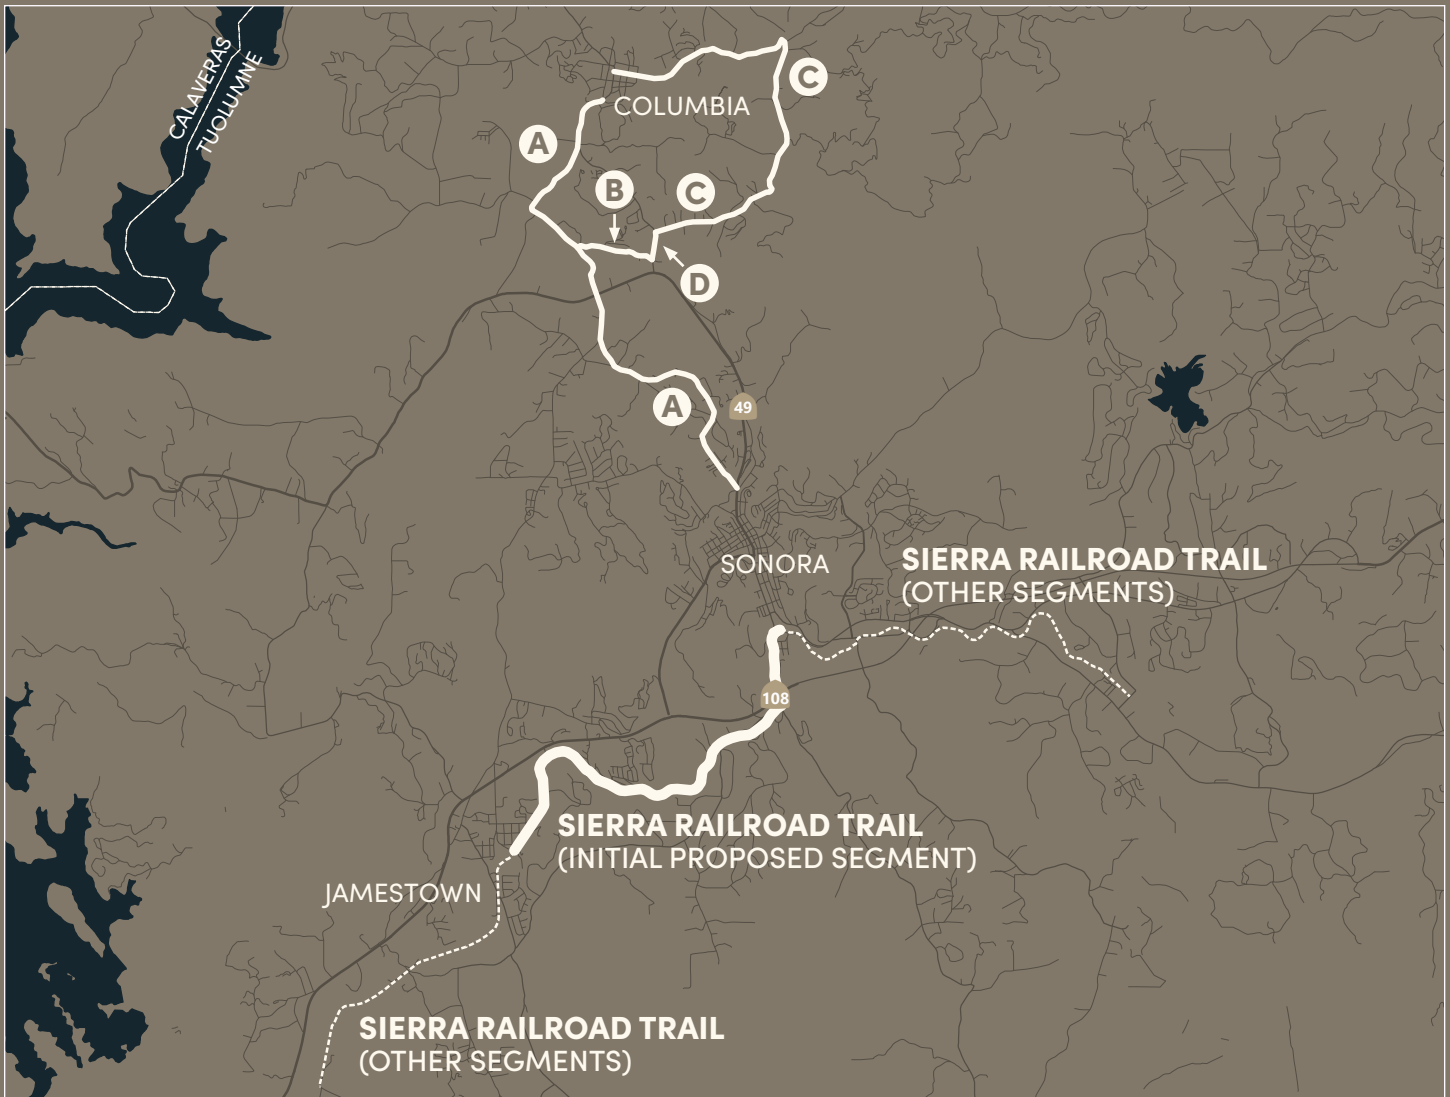 CALAVERAS
TUOLUMNE
C
COLUMBIA
A
B
C
D
A
49
SONORA
SIERRA RAILROAD TRAIL
(OTHER SEGMENTS)
108
SIERRA RAILROAD TRAIL
(INITIAL PROPOSED SEGMENT)
JAMESTOWN
SIERRA RAILROAD TRAIL
(OTHER SEGMENTS)